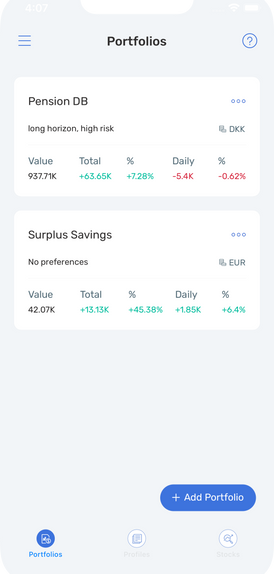 4:07
Portfolios
Pension DB
long horizon, high risk
DKK
Value Total % Daily %
937.71K +63.65K +7.28% -5.4K -0.62%
Surplus Savings
No preferences
EUR
Value Total % Daily %
42.07K +13.13K +45.38% +1.85K +6.4%
+ Add Portfolio
Portfolios Profiles Stocks